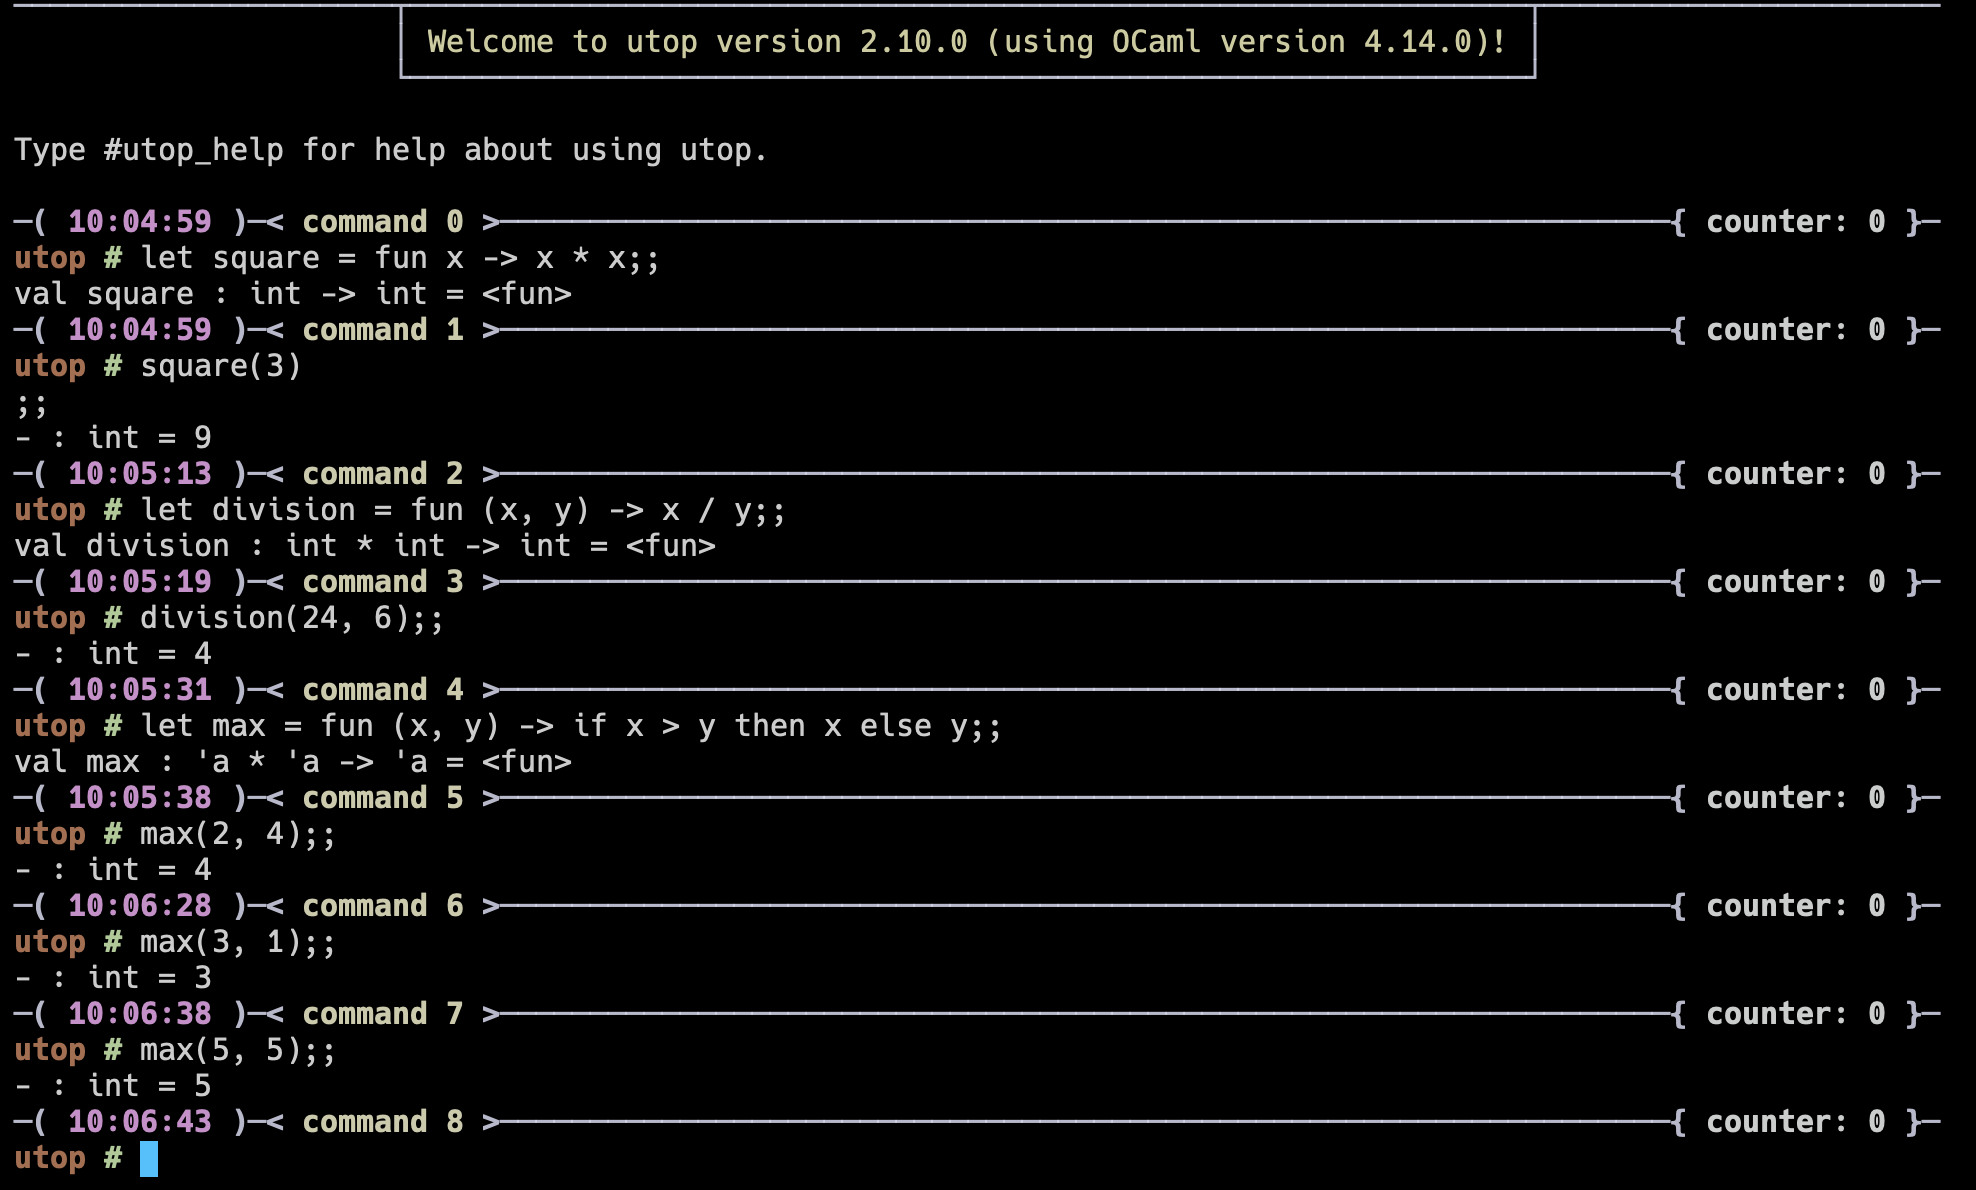 Welcome to utop version 2.10.0 (using OCaml version 4.14.0)!
Type #utop_help for help about using utop.
─( 10:04:59 )─< command 0 >───{ counter: 0 }─
utop # let square = fun x -> x * x;;
val square : int -> int = <fun>
─( 10:04:59 )─< command 1 >───{ counter: 0 }─
utop # square(3)
;;
- : int = 9
─( 10:05:13 )─< command 2 >───{ counter: 0 }─
utop # let division = fun (x, y) -> x / y;;
val division : int * int -> int = <fun>
─( 10:05:19 )─< command 3 >───{ counter: 0 }─
utop # division(24, 6);;
- : int = 4
─( 10:05:31 )─< command 4 >───{ counter: 0 }─
utop # let max = fun (x, y) -> if x > y then x else y;;
val max : 'a * 'a -> 'a = <fun>
─( 10:05:38 )─< command 5 >───{ counter: 0 }─
utop # max(2, 4);;
- : int = 4
─( 10:06:28 )─< command 6 >───{ counter: 0 }─
utop # max(3, 1);;
- : int = 3
─( 10:06:38 )─< command 7 >───{ counter: 0 }─
utop # max(5, 5);;
- : int = 5
─( 10:06:43 )─< command 8 >───{ counter: 0 }─
utop #